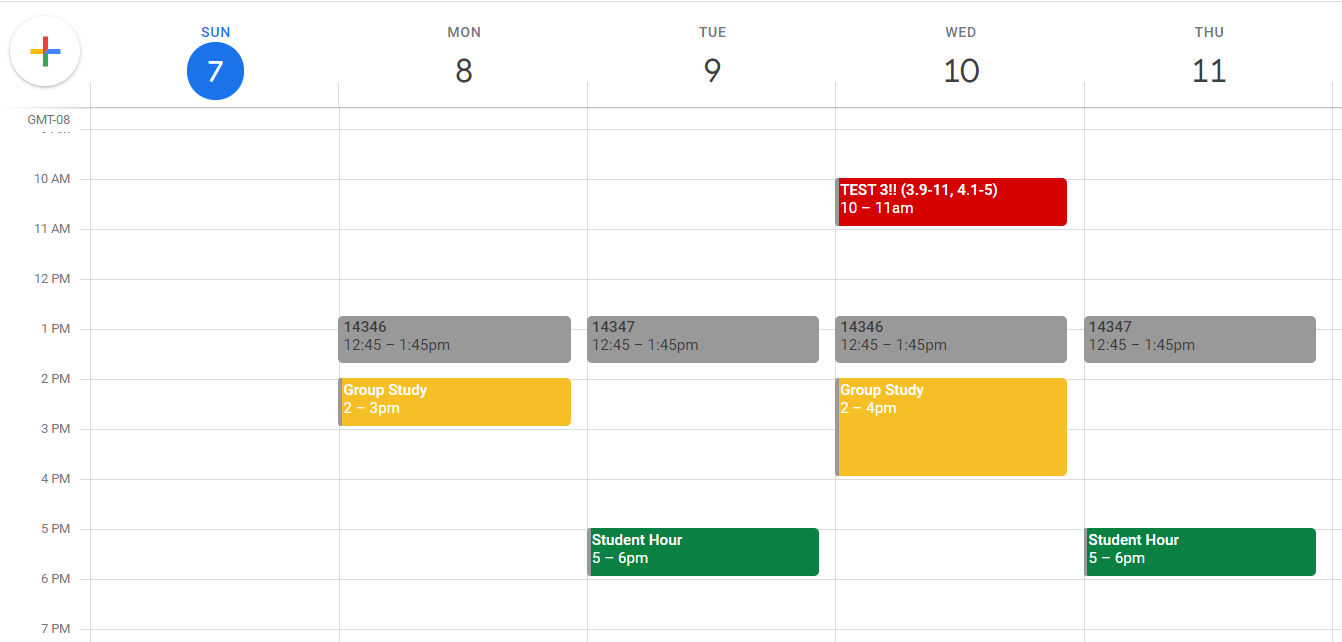 SUN
7
MON
8
TUE
9
WED
10
THU
11
GMT-08
10 AM
11 AM
12 PM
1 PM
2 PM
3 PM
4 PM
5 PM
6 PM
7 PM
14346
12:45 – 1:45pm
Group Study
2 – 3pm
14347
12:45 – 1:45pm
Student Hour
5 – 6pm
TEST 3!! (3.9-11, 4.1-5)
10 – 11am
14346
12:45 – 1:45pm
Group Study
2 – 4pm
14347
12:45 – 1:45pm
Student Hour
5 – 6pm